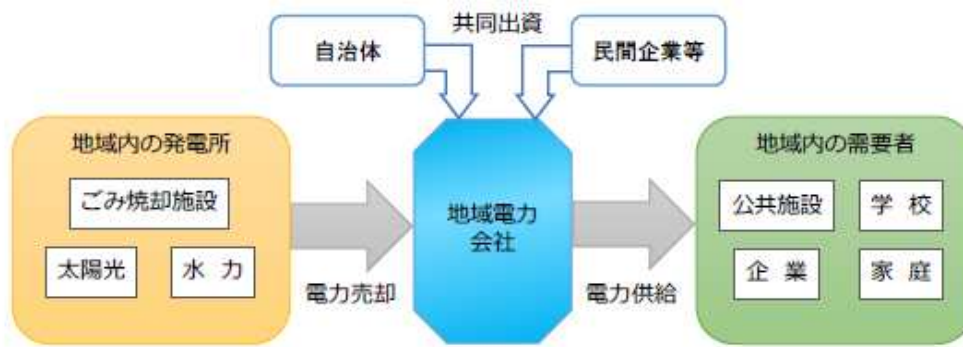 共同出資
自治体
民間企業等
地域内の発電所
ごみ焼却施設
太陽光
水 力
電力売却
地域電力
会社
電力供給
地域内の需要者
公共施設
学 校
企 業
家 庭